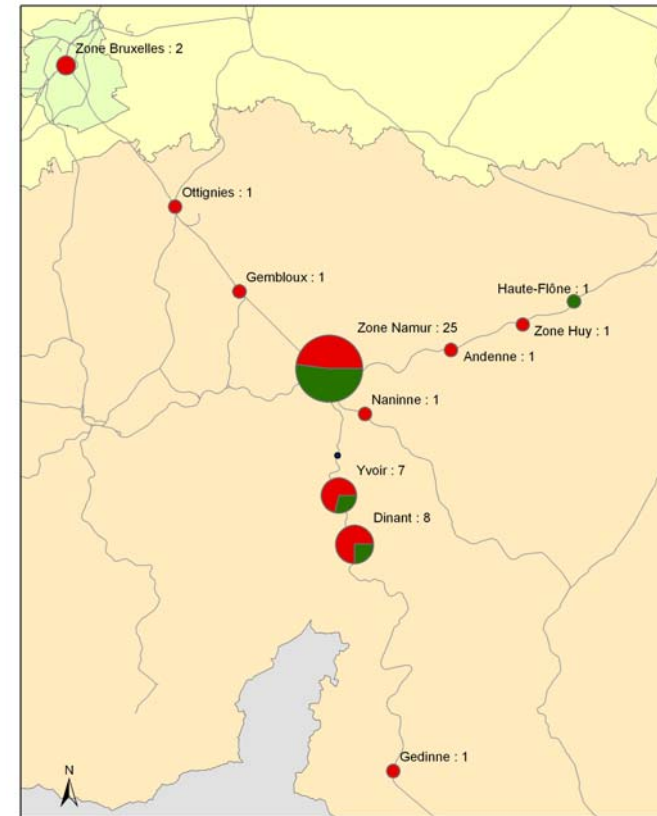 Zone Bruxelles : 2
Ottignies : 1
Gembloux : 1
Haute-Flône : 1
Zone Namur : 25
Zone Huy : 1
Andenne : 1
Naninne : 1
Yvoir : 7
Dinant : 8
Gedinne : 1
N